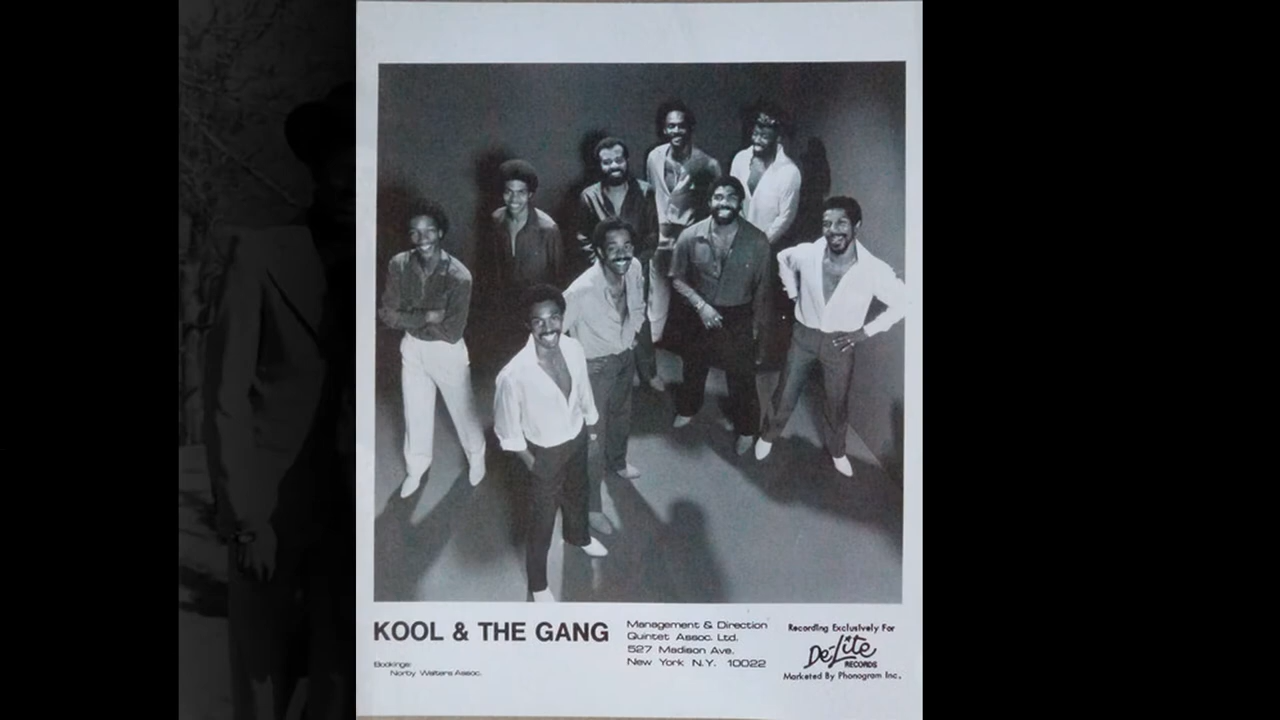 KOOL & THE GANG
Bookings:
Norby Walters Assoc.
Management & Direction
Quintet Assoc. Ltd.
527 Madison Ave.
New York N.Y. 10022
Recording Exclusively For
De-Lite
RECORDS
Marketed By Phonogram Inc.